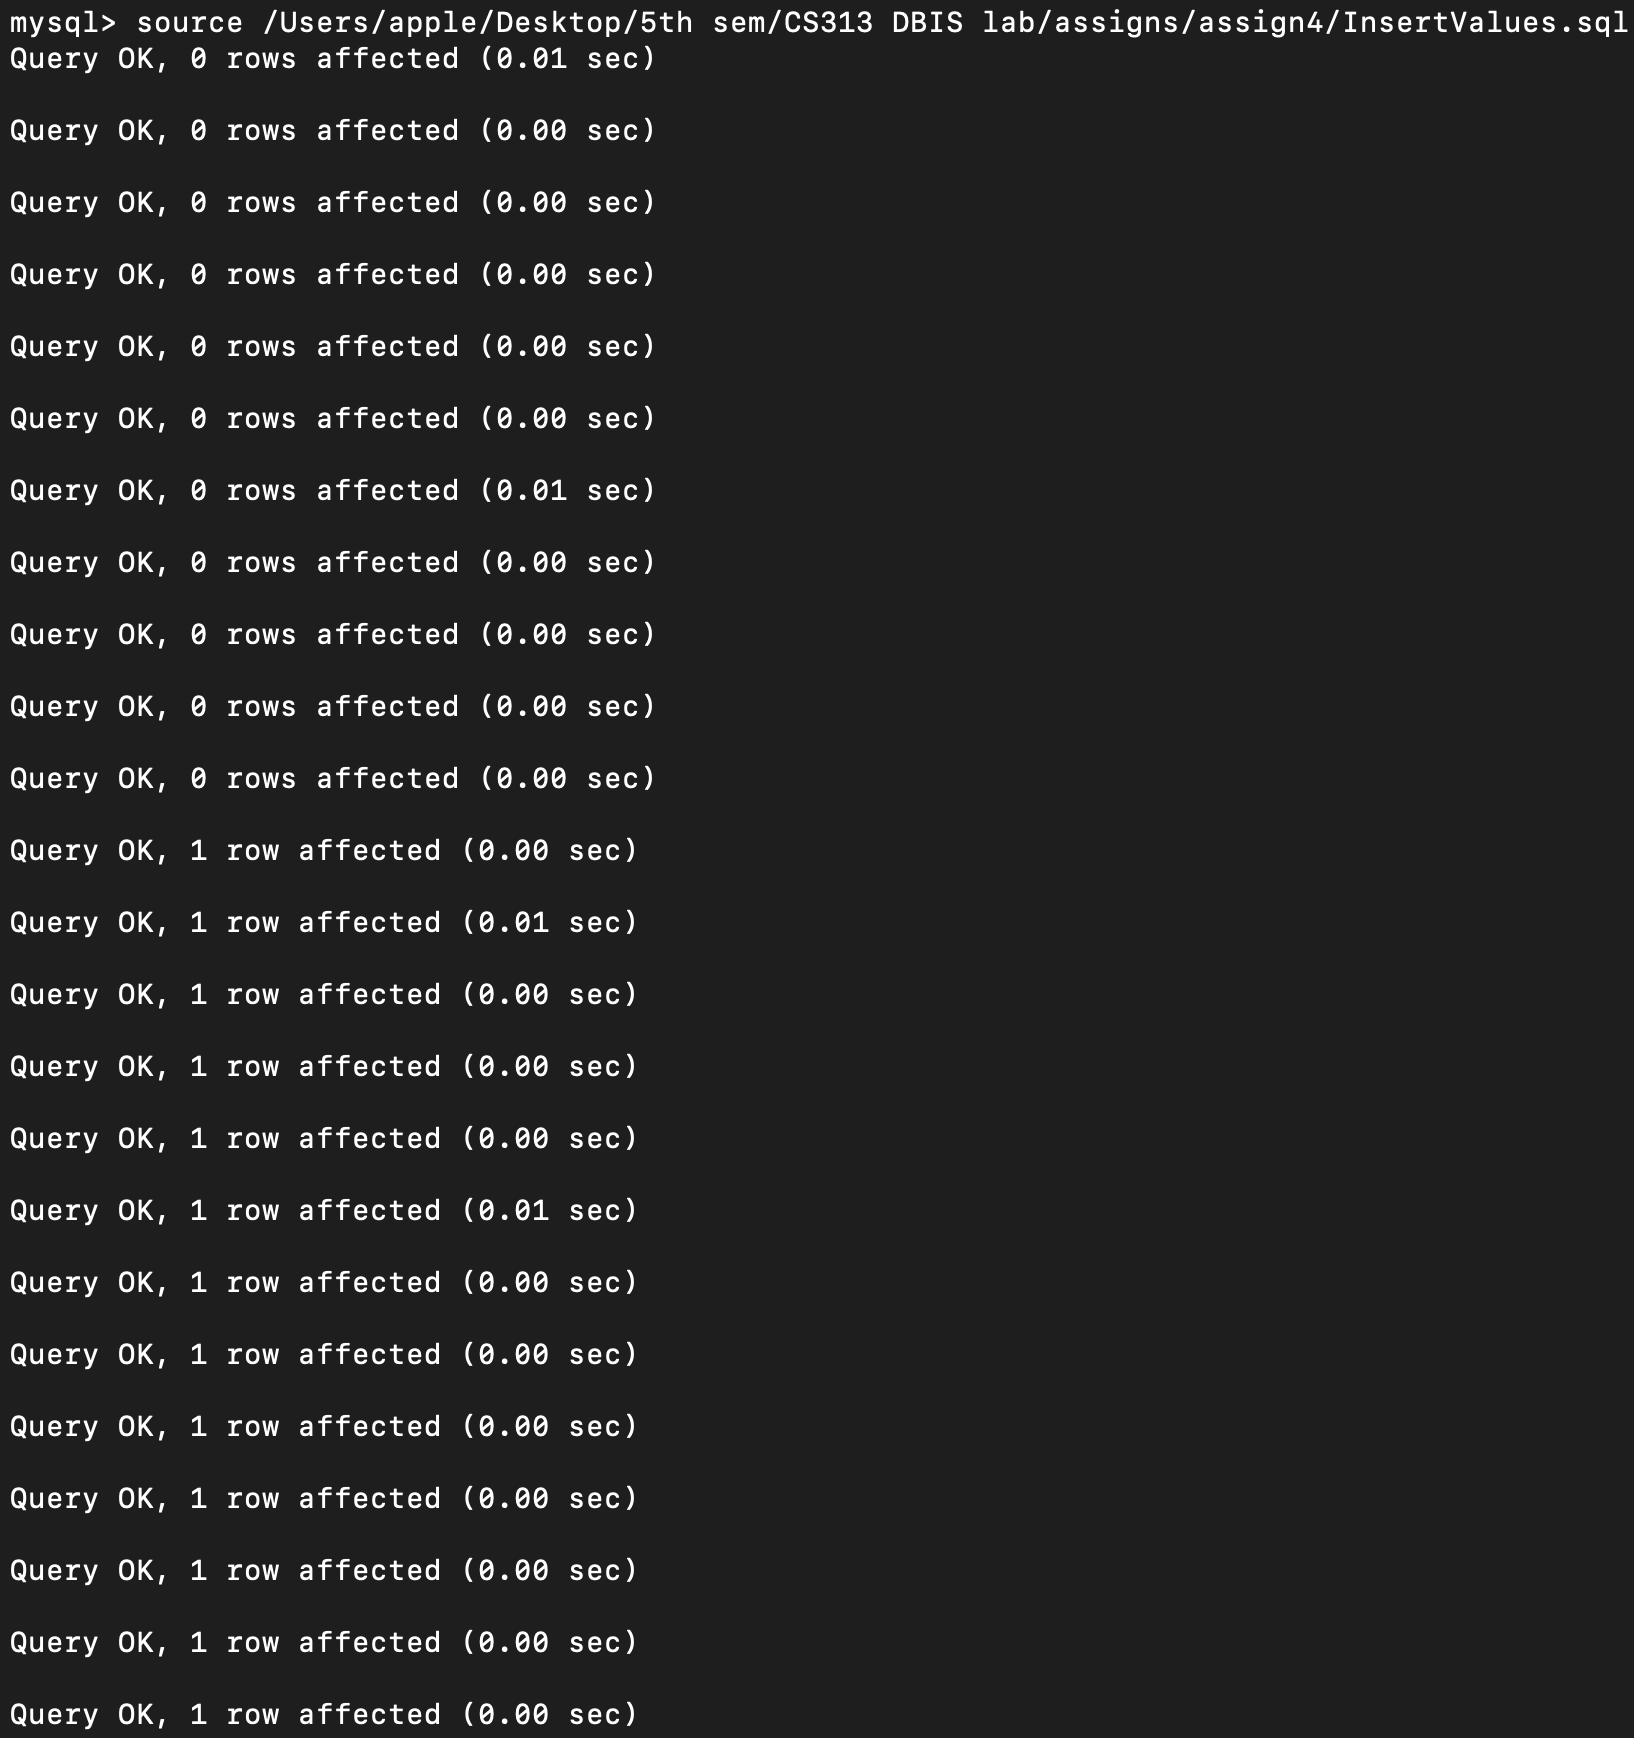 mysql> source /Users/apple/Desktop/5th sem/CS313 DBIS lab/assigns/assign4/InsertValues.sql
Query OK, 0 rows affected (0.01 sec)
Query OK, 0 rows affected (0.00 sec)
Query OK, 0 rows affected (0.00 sec)
Query OK, 0 rows affected (0.00 sec)
Query OK, 0 rows affected (0.00 sec)
Query OK, 0 rows affected (0.00 sec)
Query OK, 0 rows affected (0.01 sec)
Query OK, 0 rows affected (0.00 sec)
Query OK, 0 rows affected (0.00 sec)
Query OK, 0 rows affected (0.00 sec)
Query OK, 0 rows affected (0.00 sec)
Query OK, 1 row affected (0.00 sec)
Query OK, 1 row affected (0.01 sec)
Query OK, 1 row affected (0.00 sec)
Query OK, 1 row affected (0.00 sec)
Query OK, 1 row affected (0.00 sec)
Query OK, 1 row affected (0.01 sec)
Query OK, 1 row affected (0.00 sec)
Query OK, 1 row affected (0.00 sec)
Query OK, 1 row affected (0.00 sec)
Query OK, 1 row affected (0.00 sec)
Query OK, 1 row affected (0.00 sec)
Query OK, 1 row affected (0.00 sec)
Query OK, 1 row affected (0.00 sec)